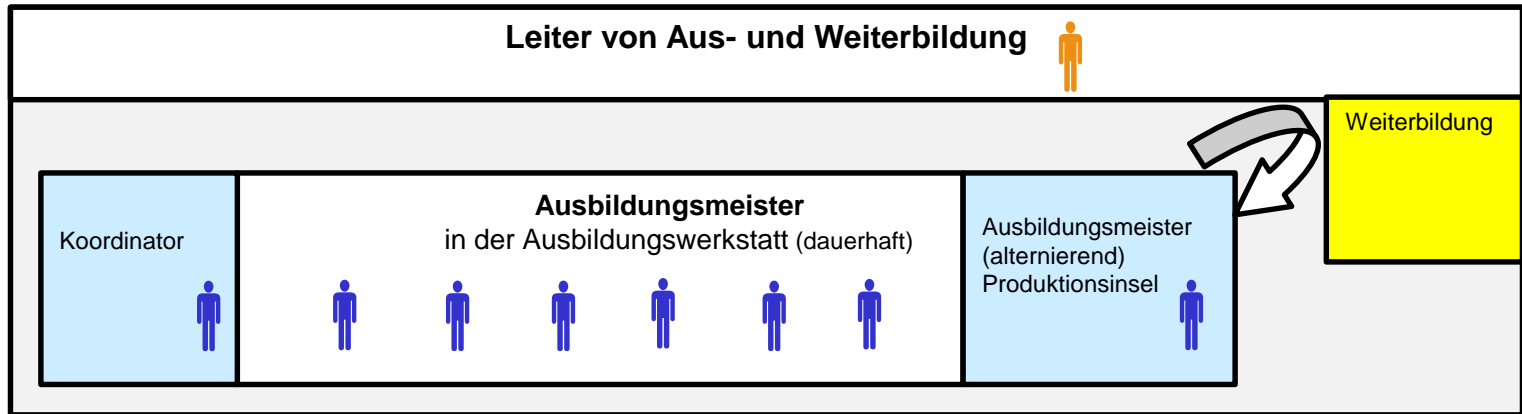 Leiter von Aus- und Weiterbildung
Weiterbildung
Koordinator
Ausbildungsmeister
in der Ausbildungswerkstatt (dauerhaft)
Ausbildungsmeister
(alternierend)
Produktionsinsel